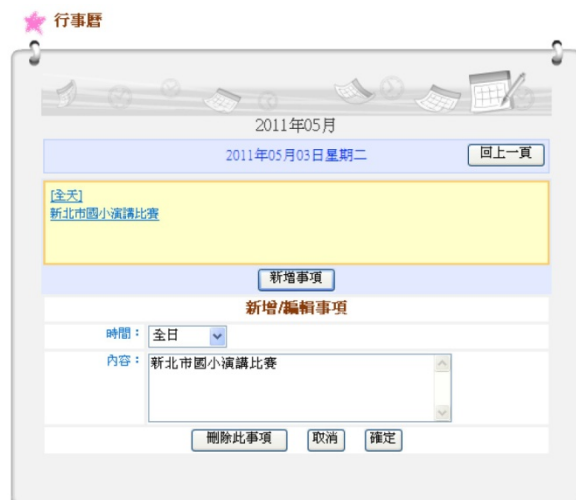 行事曆
2011年05月
2011年05月03日星期二 回上一頁
[全天]
新北市國小演講比賽
新增事項
新增/編輯事項
時間： 全日
內容： 新北市國小演講比賽
刪除此事項 取消 確定